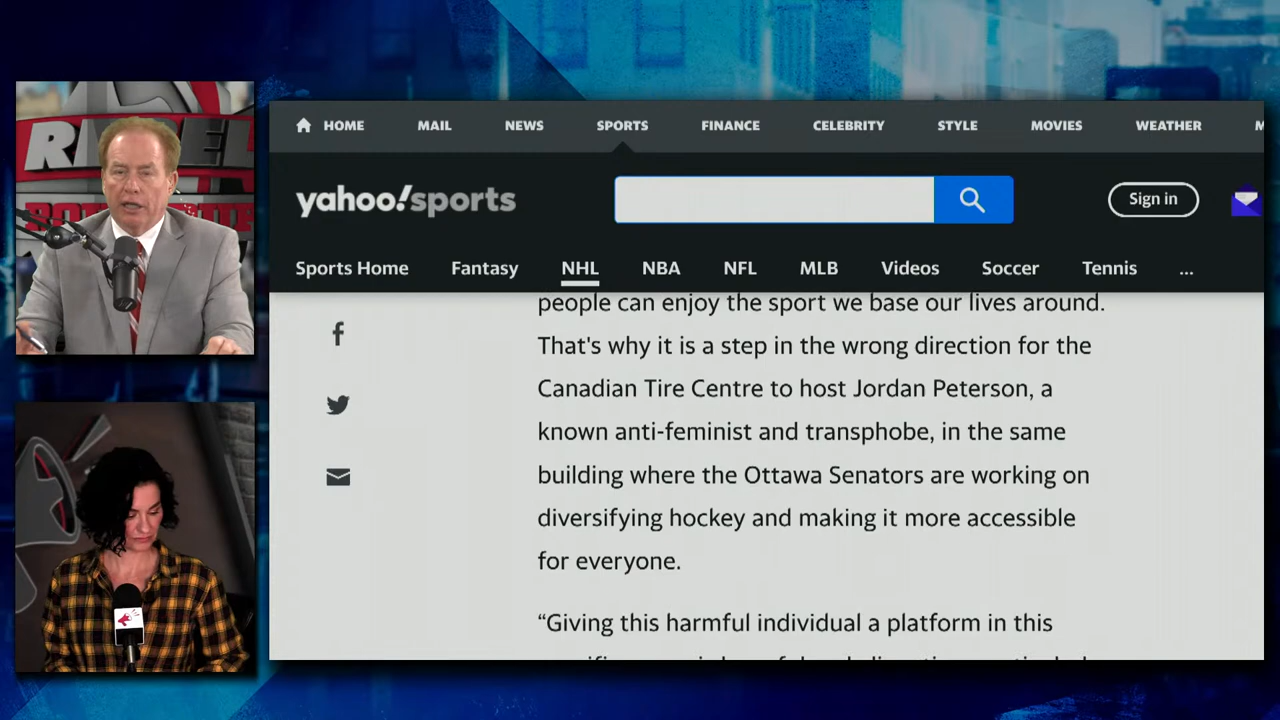 HOME MAIL NEWS SPORTS FINANCE CELEBRITY STYLE MOVIES WEATHER M
yahoo!sports
Sign in
Sports Home Fantasy NHL NBA NFL MLB Videos Soccer Tennis ...
people can enjoy the sport we base our lives around.
That's why it is a step in the wrong direction for the
Canadian Tire Centre to host Jordan Peterson, a
known anti-feminist and transphobe, in the same
building where the Ottawa Senators are working on
diversifying hockey and making it more accessible
for everyone.
“Giving this harmful individual a platform in this